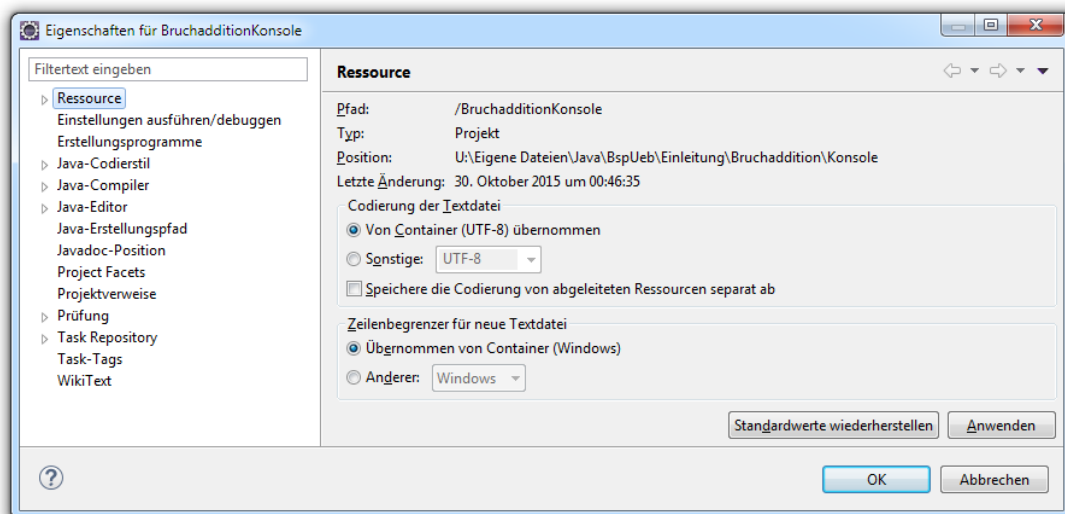 Eigenschaften für BruchadditionKonsole
Filtertext eingeben
Ressource
Einstellungen ausführen/debuggen
Erstellungsprogramme
Java-Codierstil
Java-Compiler
Java-Editor
Java-Erstellungspfad
Javadoc-Position
Project Facets
Projektverweise
Prüfung
Task Repository
Task-Tags
WikiText
Ressource
Pfad: /BruchadditionKonsole
Typ: Projekt
Position: U:\Eigene Dateien\Java\BspUeb\Einleitung\Bruchaddition\Konsole
Letzte Änderung: 30. Oktober 2015 um 00:46:35
Codierung der Textdatei
Von Container (UTF-8) übernommen
Sonstige: UTF-8
Speichere die Codierung von abgeleiteten Ressourcen separat ab
Zeilenbegrenzer für neue Textdatei
Übernommen von Container (Windows)
Anderer: Windows
Standardwerte wiederherstellen Anwenden
? OK Abbrechen